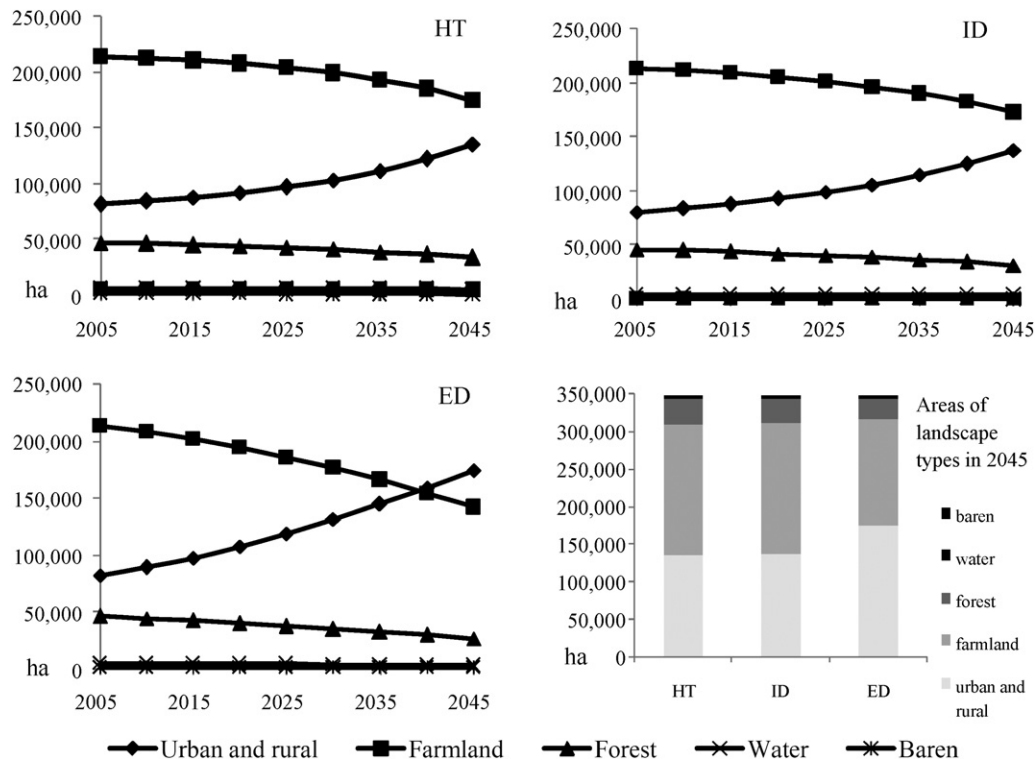 HT
250,000
200,000
150,000
100,000
50,000
ha 0
2005 2015 2025 2035 2045
ID
250,000
200,000
150,000
100,000
50,000
ha 0
2005 2015 2025 2035 2045
ED
250,000
200,000
150,000
100,000
50,000
ha 0
2005 2015 2025 2035 2045
350,000
300,000
250,000
200,000
150,000
100,000
50,000
ha 0
HT ID ED
Areas of
landscape
types in 2045
baren
water
forest
farmland
urban and
rural
Urban and rural Farmland Forest Water Baren